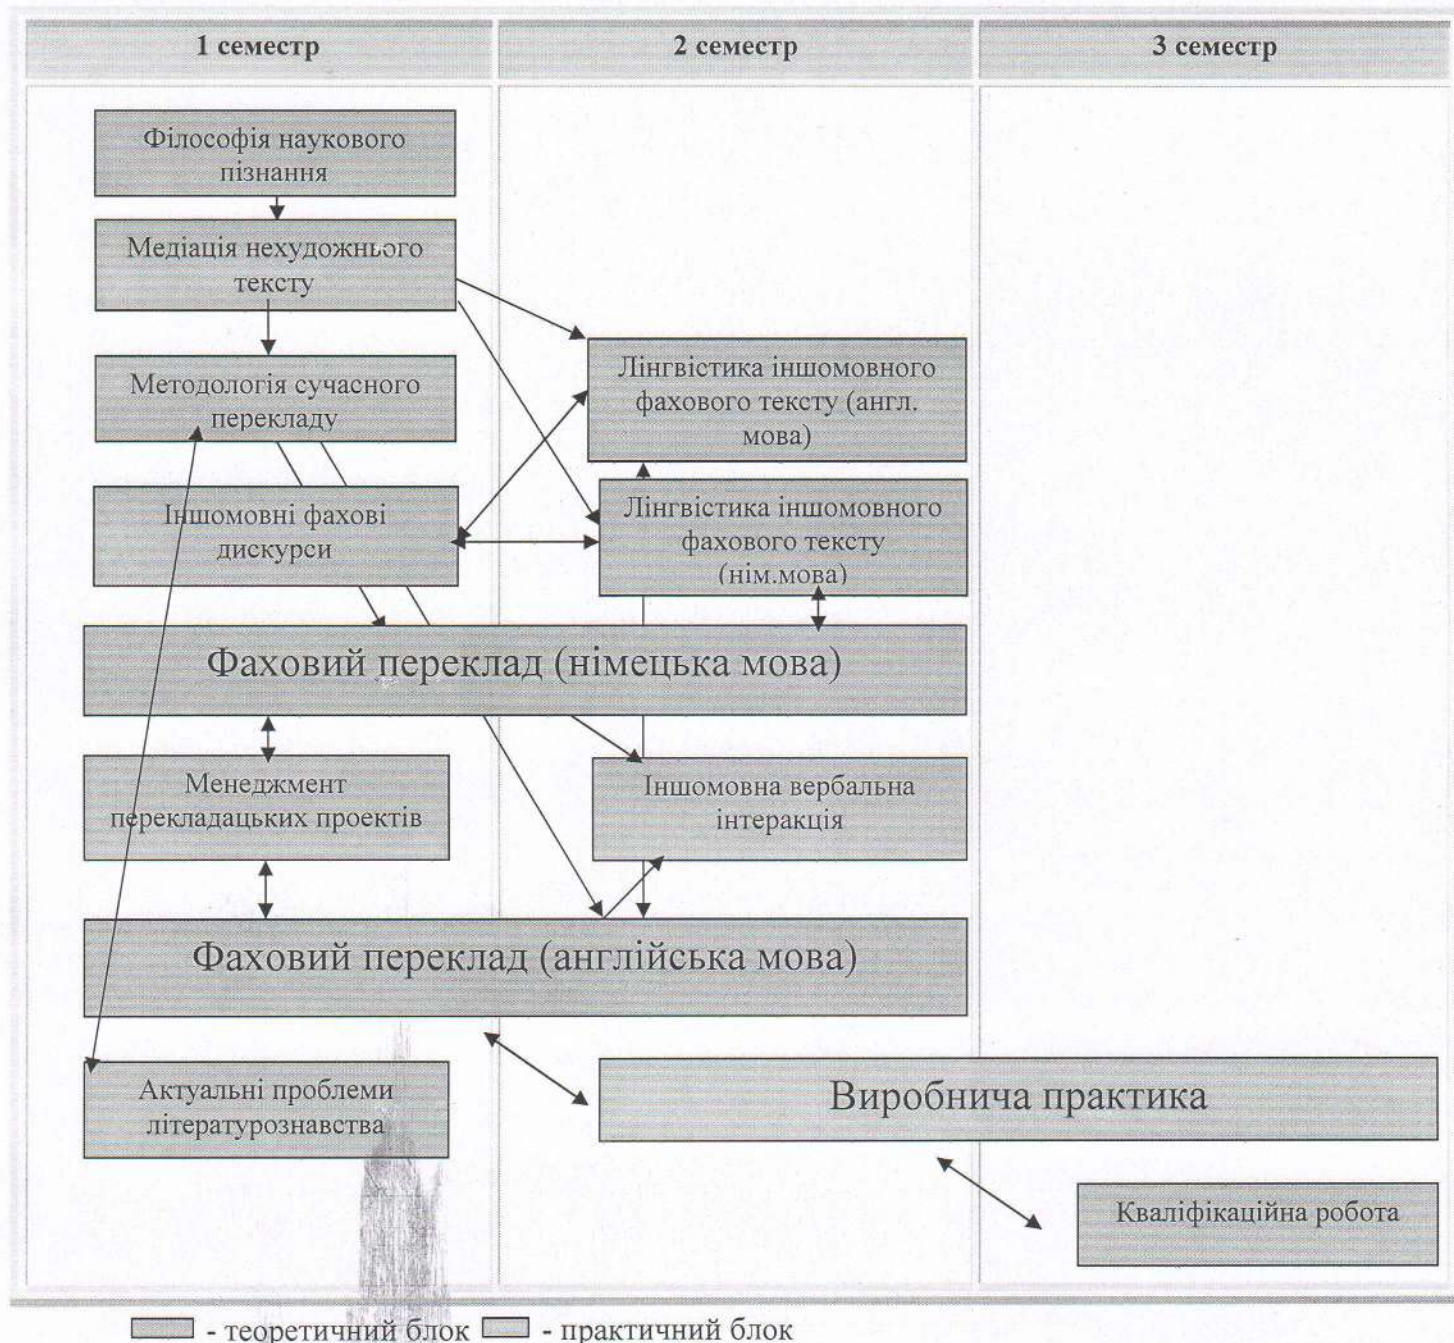 1 семестр
2 семестр
3 семестр
Філософія наукового
пізнання
Медіація нехудожнього
тексту
Методологія сучасного
перекладу
Лінгвістика іншомовного
фахового тексту (англ.
мова)
Іншомовні фахові
дискурси
Лінгвістика іншомовного
фахового тексту
(нім.мова)
Фаховий переклад (німецька мова)
Менеджмент
перекладацьких проектів
Іншомовна вербальна
інтеракція
Фаховий переклад (англійська мова)
Актуальні проблеми
літературознавства
Виробнича практика
Кваліфікаційна робота
- теоретичний блок - практичний блок